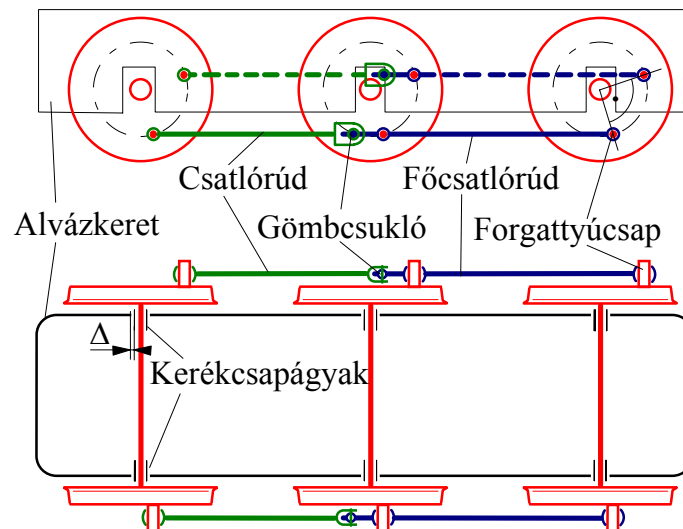 Csatlórúd
Főcsatlórúd
Alvázkeret
Gömbcsukló
Forgattyúcsap
Δ
Kerékcsapágyak